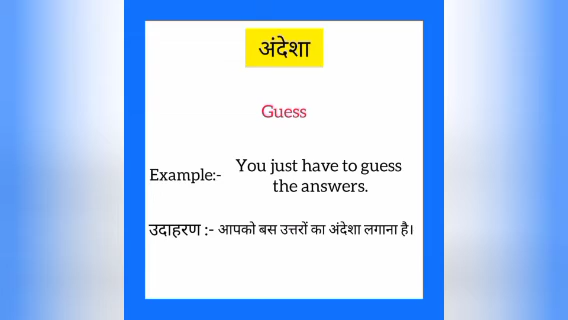 अंदेशा
Guess
Example:- You just have to guess
the answers.
उदाहरण :- आपको बस उत्तरों का अंदेशा लगाना है।